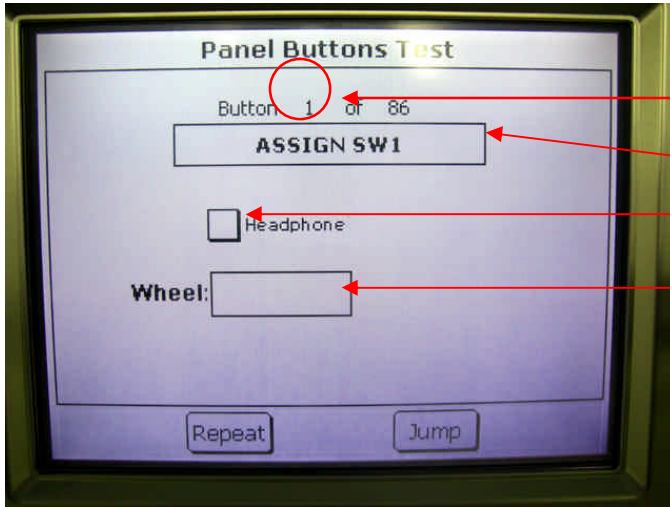 Panel Buttons Test
Button 1 of 86
ASSIGN SW1
Headphone
Wheel:
Repeat Jump